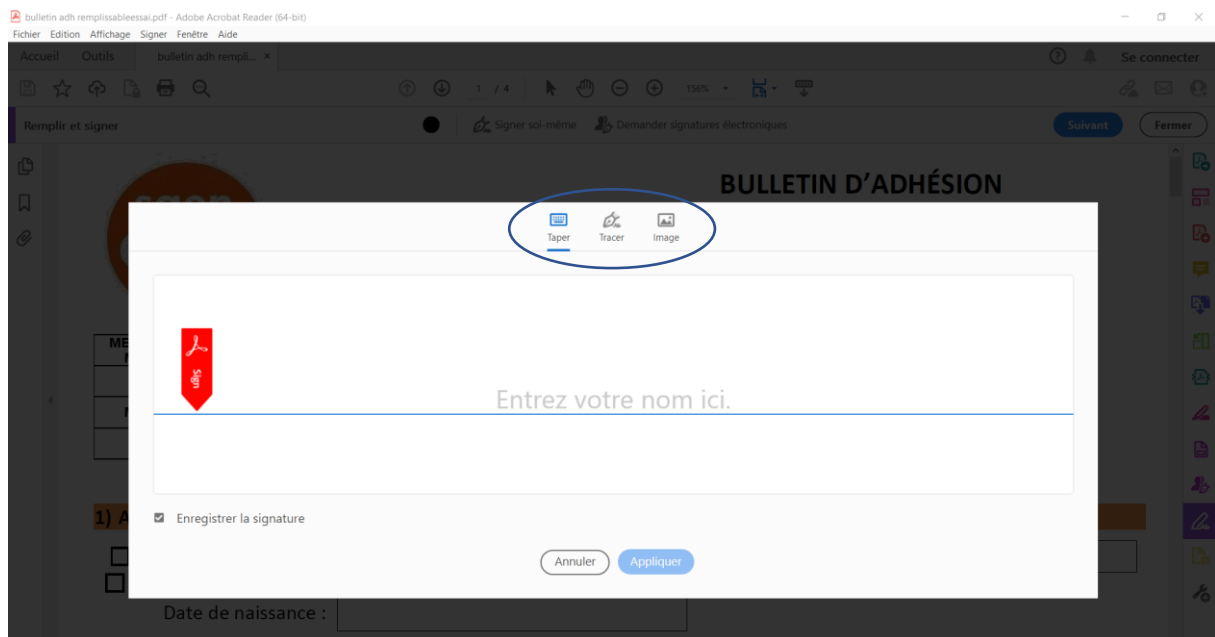 bulletin adh remplissableessai.pdf - Adobe Acrobat Reader (64-bit)
Fichier Edition Affichage Signer Fenêtre Aide
Accueil Outils bulletin adh rempli... × Se connecter
1 / 4 156%
Remplir et signer Signer soi-même Demander signatures électroniques Suivant Fermer
BULLETIN D'ADHÉSION
Taper Tracer Image
Sign
Entrez votre nom ici.
Enregistrer la signature
1) A
Annuler Appliquer
Date de naissance :